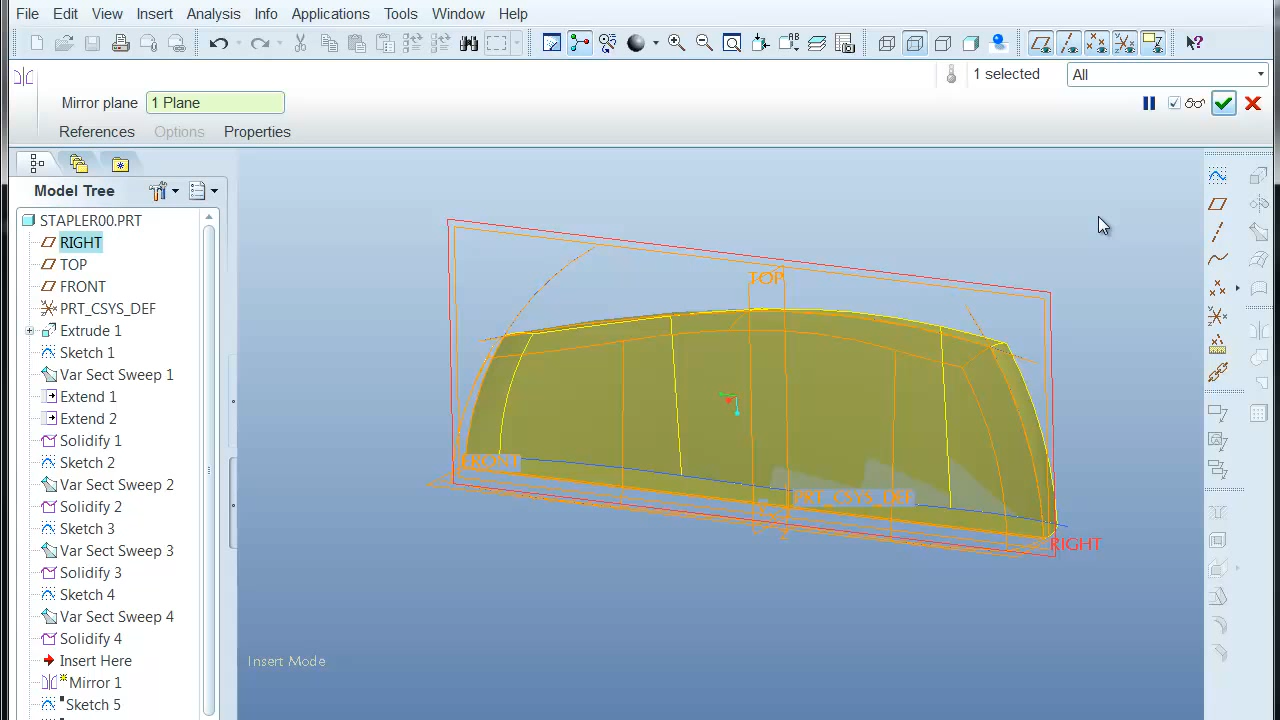 File Edit View Insert Analysis Info Applications Tools Window Help
1 selected All
Mirror plane 1 Plane
References Options Properties
Model Tree
STAPLER00.PRT
RIGHT
TOP
FRONT
PRT_CSYS_DEF
Extrude 1
Sketch 1
Var Sect Sweep 1
Extend 1
Extend 2
Solidify 1
Sketch 2
Var Sect Sweep 2
Solidify 2
Sketch 3
Var Sect Sweep 3
Solidify 3
Sketch 4
Var Sect Sweep 4
Solidify 4
Insert Here
Mirror 1
Sketch 5
TOP
FRONT
PRT_CSYS_DEF
RIGHT
Insert Mode